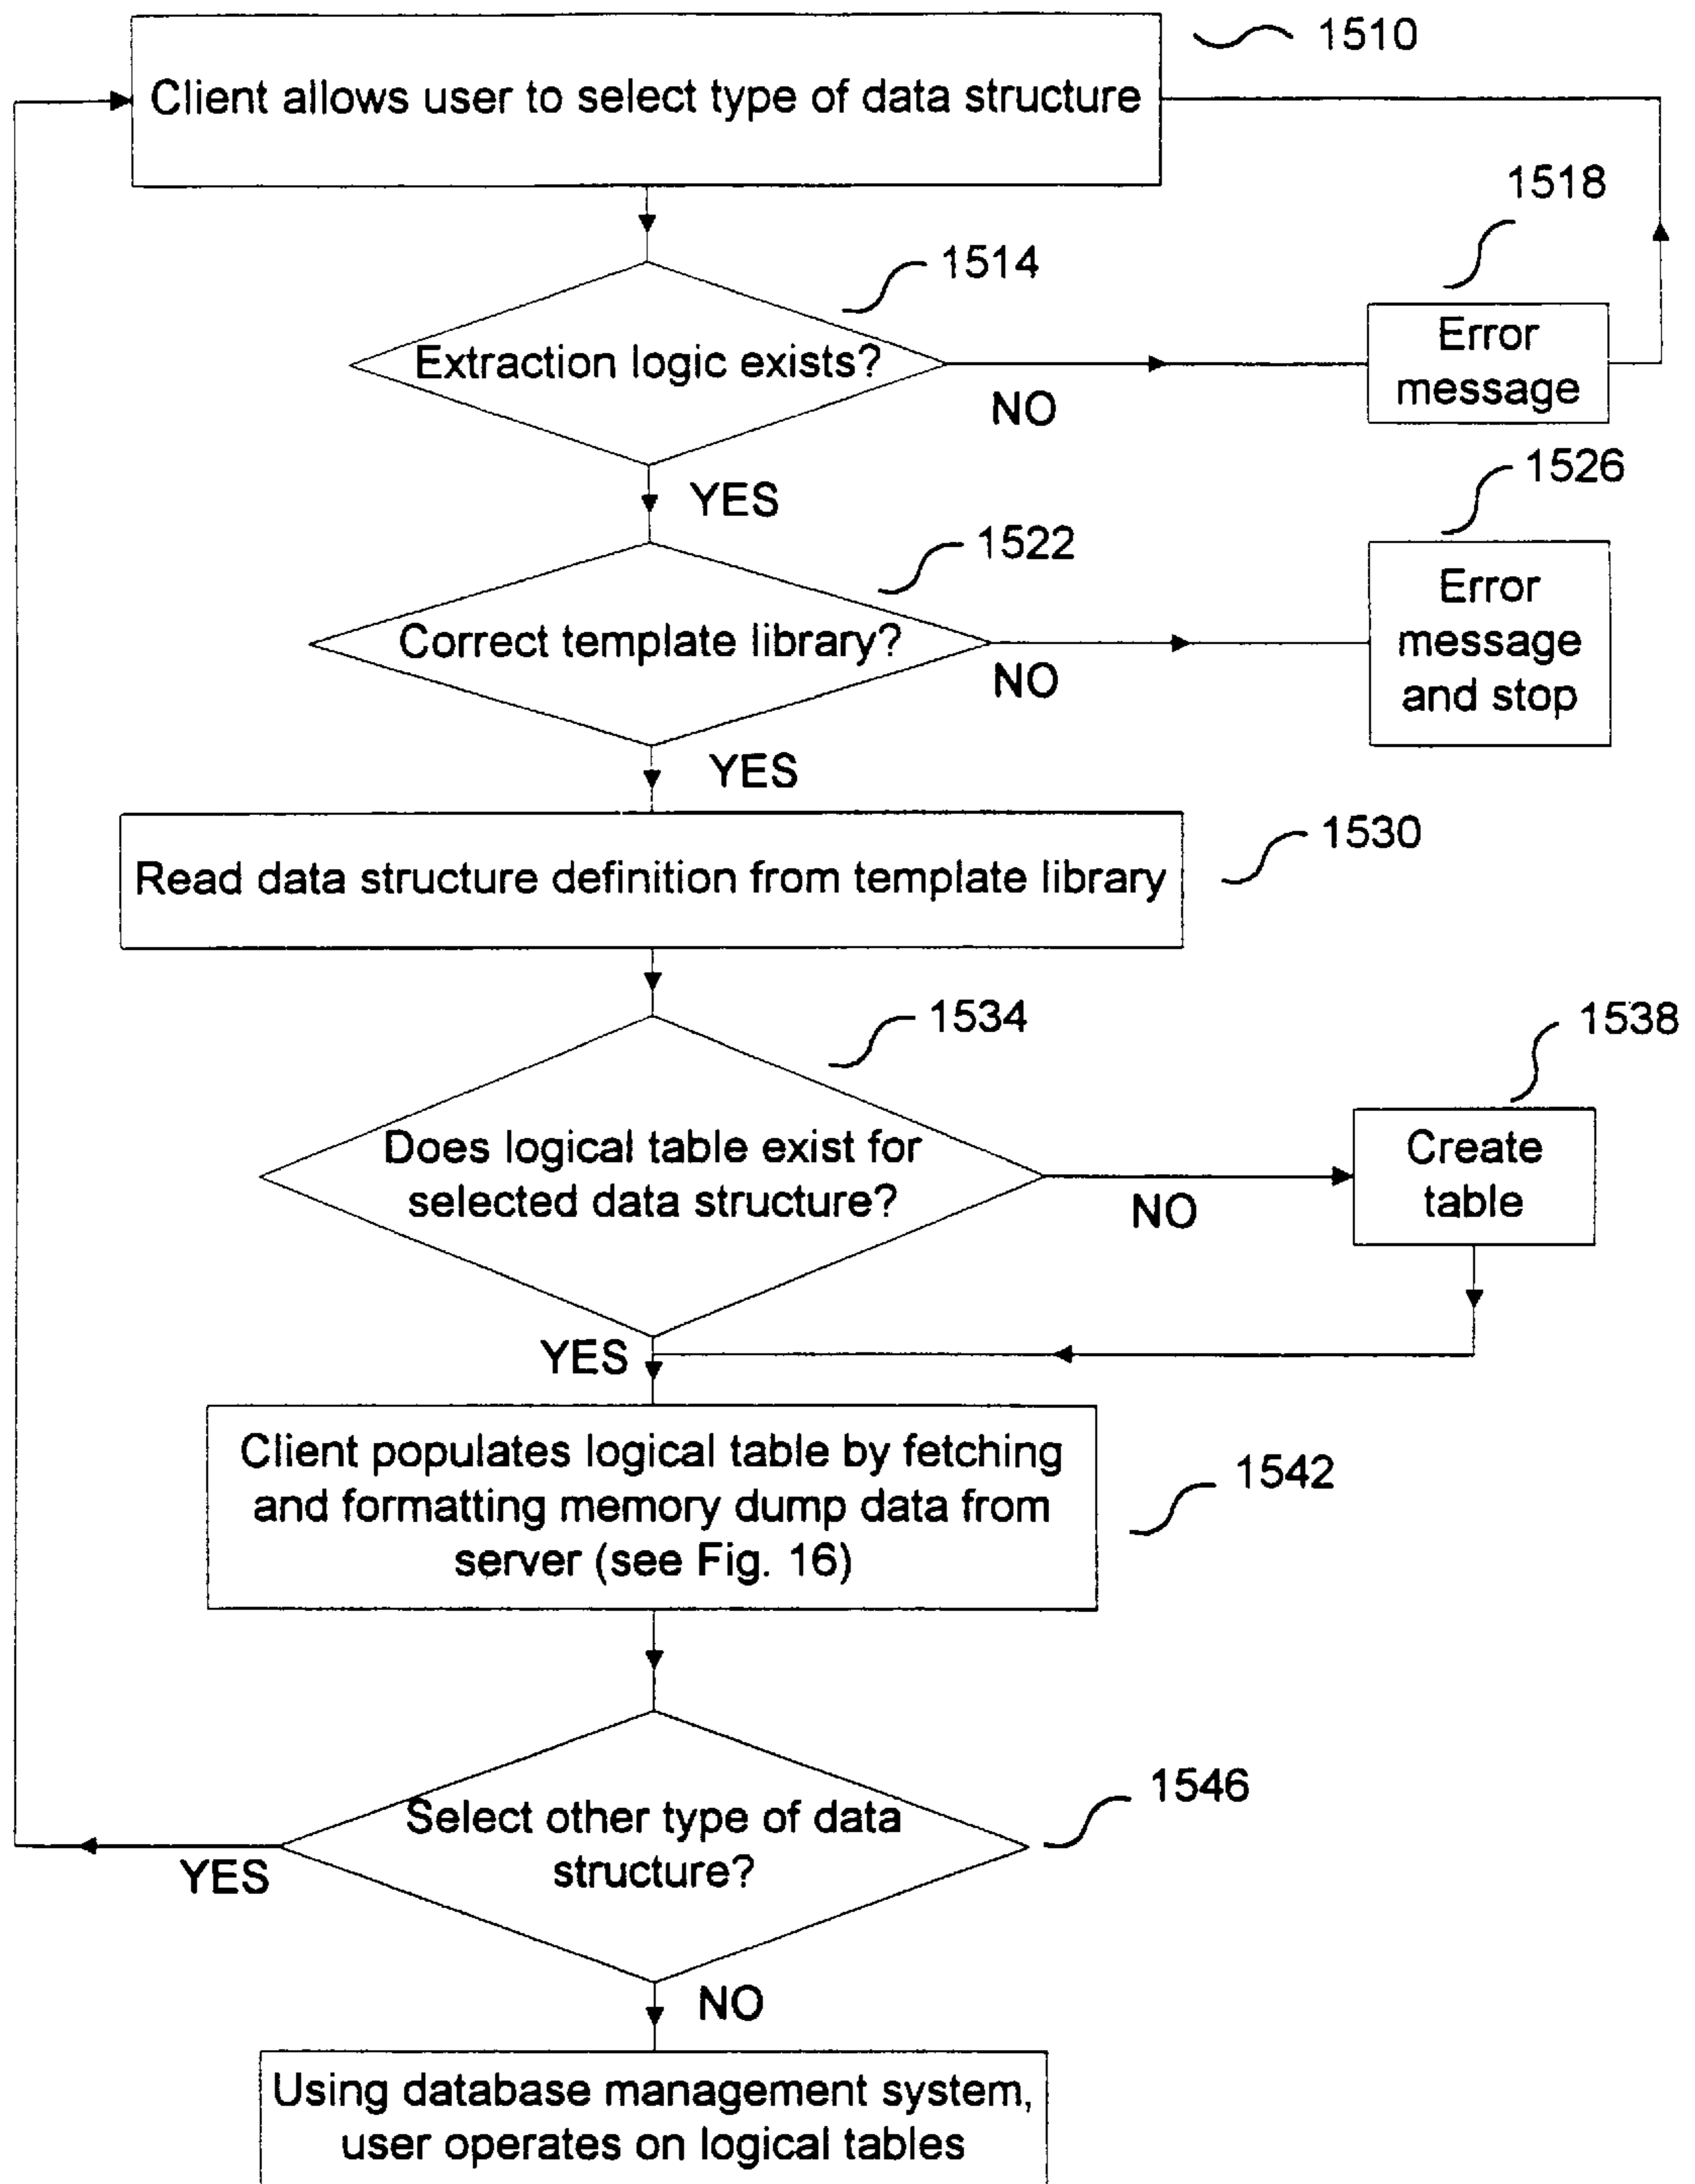 1510
Client allows user to select type of data structure
1518
1514
Error
message
Extraction logic exists?
NO
YES
1526
1522
Error
message
and stop
Correct template library?
NO
YES
1530
Read data structure definition from template library
1534
1538
Does logical table exist for
selected data structure?
Create
table
NO
YES
Client populates logical table by fetching
and formatting memory dump data from
server (see Fig. 16)
1542
1546
Select other type of data
structure?
YES
NO
Using database management system,
user operates on logical tables